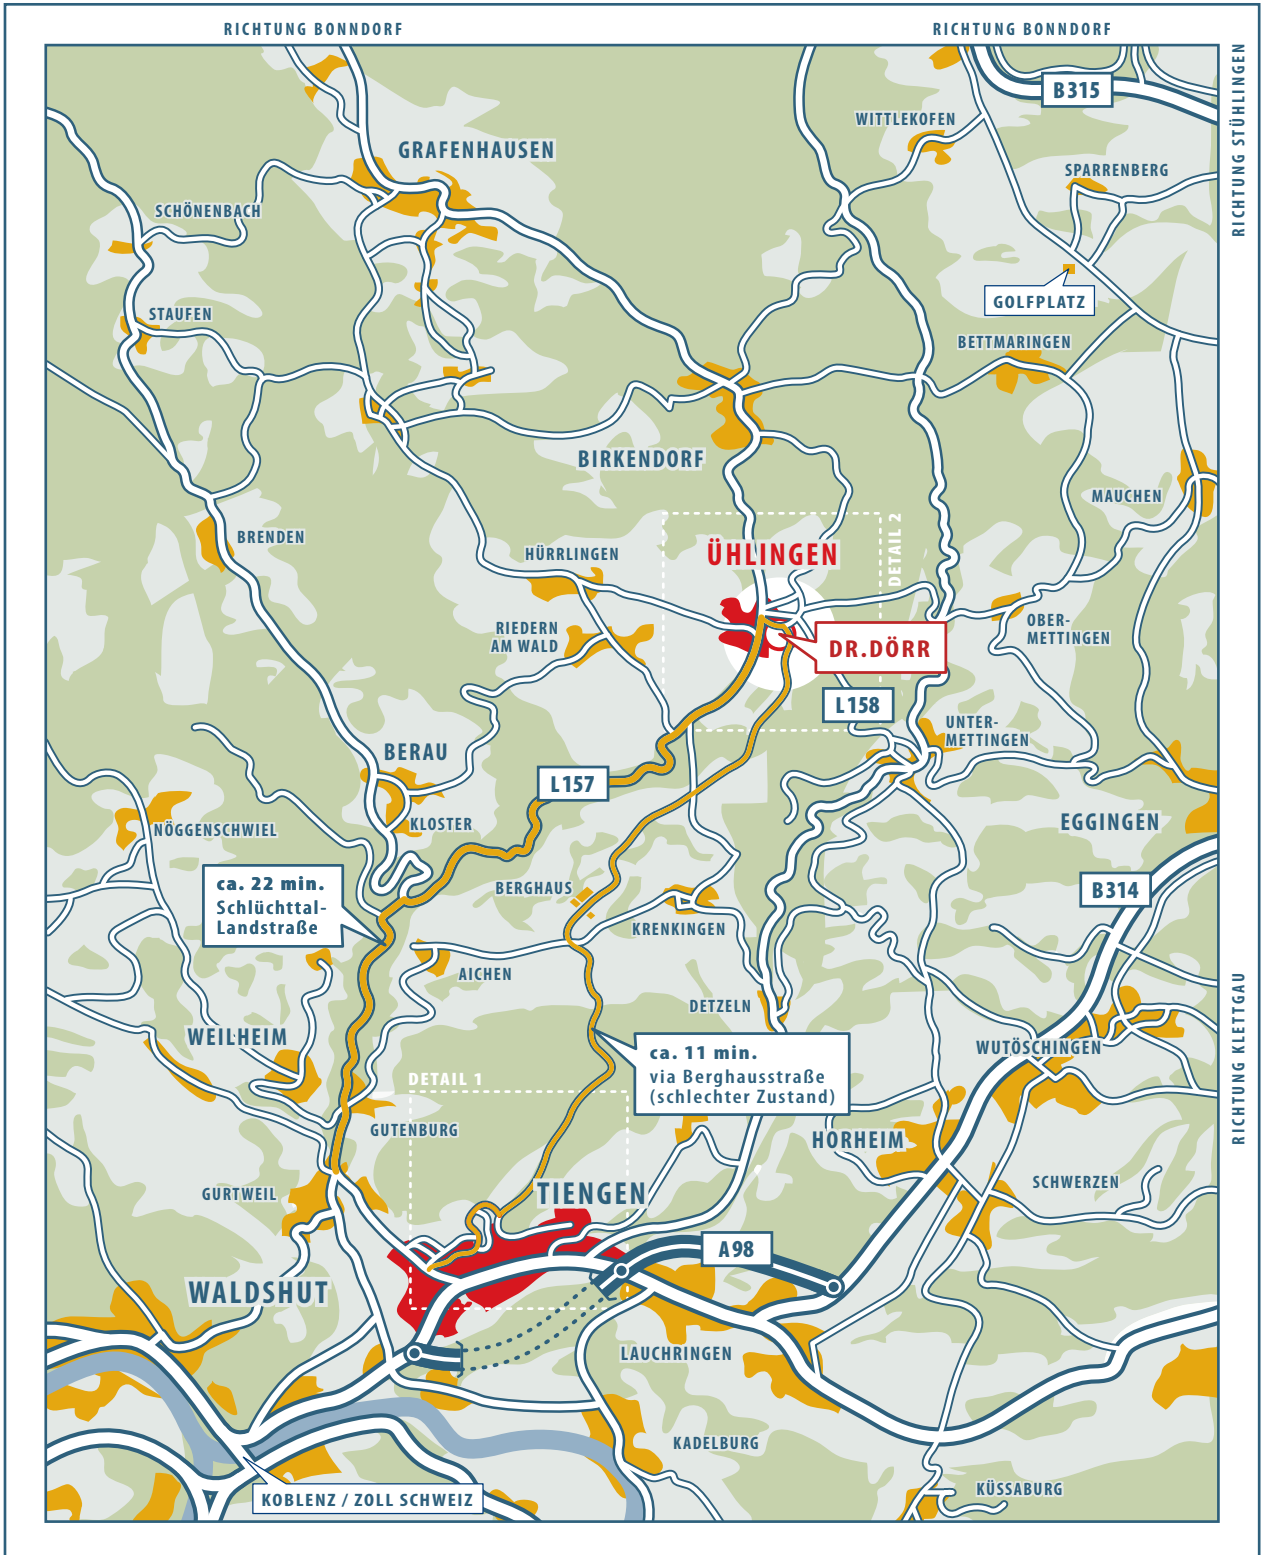 RICHTUNG BONNDORF
RICHTUNG BONNDORF
RICHTUNG STÜHLINGEN
B315
WITTLEKOFEN
GRAFENHAUSEN
SPARRENBERG
SCHÖNENBACH
GOLFPLATZ
STAUFEN
BETTMARINGEN
BIRKENDORF
MAUCHEN
BRENDEN
HÜRRLINGEN
ÜHLINGEN
DETAIL 2
RIEDERN
AM WALD
OBER-
METTINGEN
DR.DÖRR
L158
UNTER-
METTINGEN
BERAU
L157
KLOSTER
NÖGGENSCHWIEL
EGGINGEN
ca. 22 min.
Schlüchttal-
Landstraße
BERGHAUS
B314
KRENKINGEN
AICHEN
DETZELN
RICHTUNG KLETTGAU
WEILHEIM
WUTÖSCHINGEN
ca. 11 min.
via Berghausstraße
(schlechter Zustand)
DETAIL 1
GUTENBURG
HORHEIM
GURTWEIL
TIENGEN
SCHWERZEN
A98
WALDSHUT
LAUCHRINGEN
KADELBURG
KÜSSABURG
KOBLENZ / ZOLL SCHWEIZ